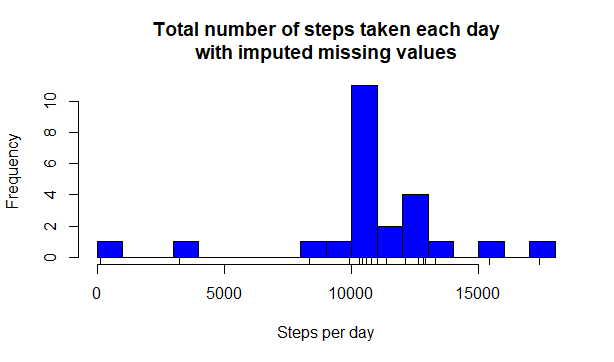 Total number of steps taken each day
with imputed missing values
Frequency
10
8
6
4
2
0
0 5000 10000 15000
Steps per day